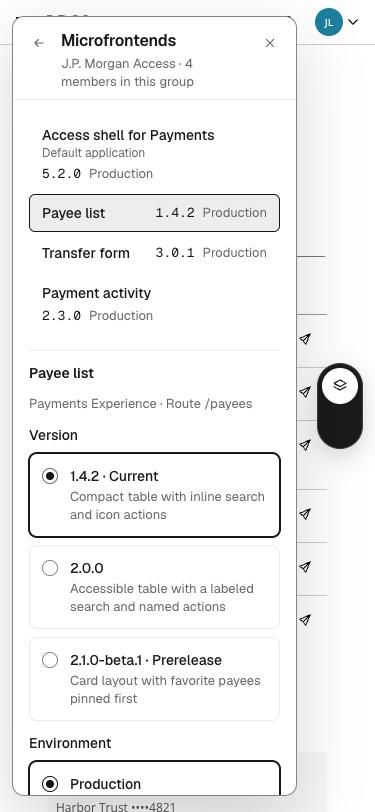 JL
Microfrontends
J.P. Morgan Access · 4
members in this group
Access shell for Payments
Default application
5.2.0 Production
Payee list 1.4.2 Production
Transfer form 3.0.1 Production
Payment activity
2.3.0 Production
Payee list
Payments Experience · Route /payees
Version
1.4.2 · Current
Compact table with inline search
and icon actions
2.0.0
Accessible table with a labeled
search and named actions
2.1.0-beta.1 · Prerelease
Card layout with favorite payees
pinned first
Environment
Production
Harbor Trust ••••4821